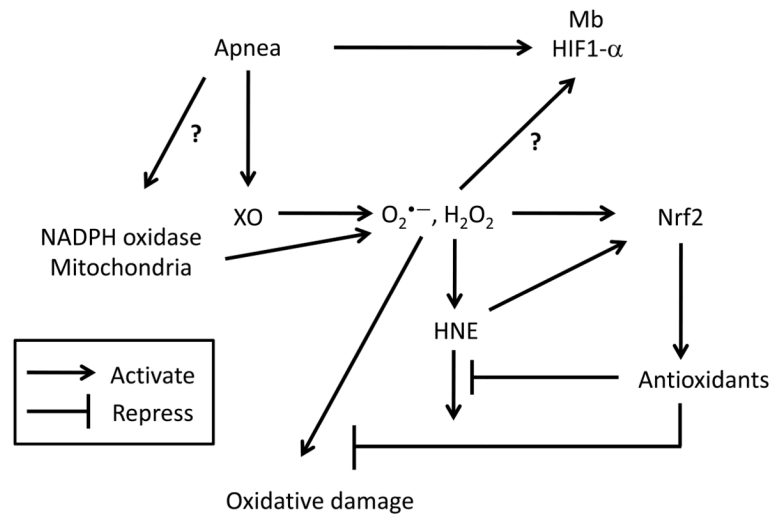 Mb
Apnea
HIF1-α
?
?
XO
O₂•−, H₂O₂
Nrf2
NADPH oxidase
Mitochondria
HNE
Activate
Antioxidants
Repress
Oxidative damage